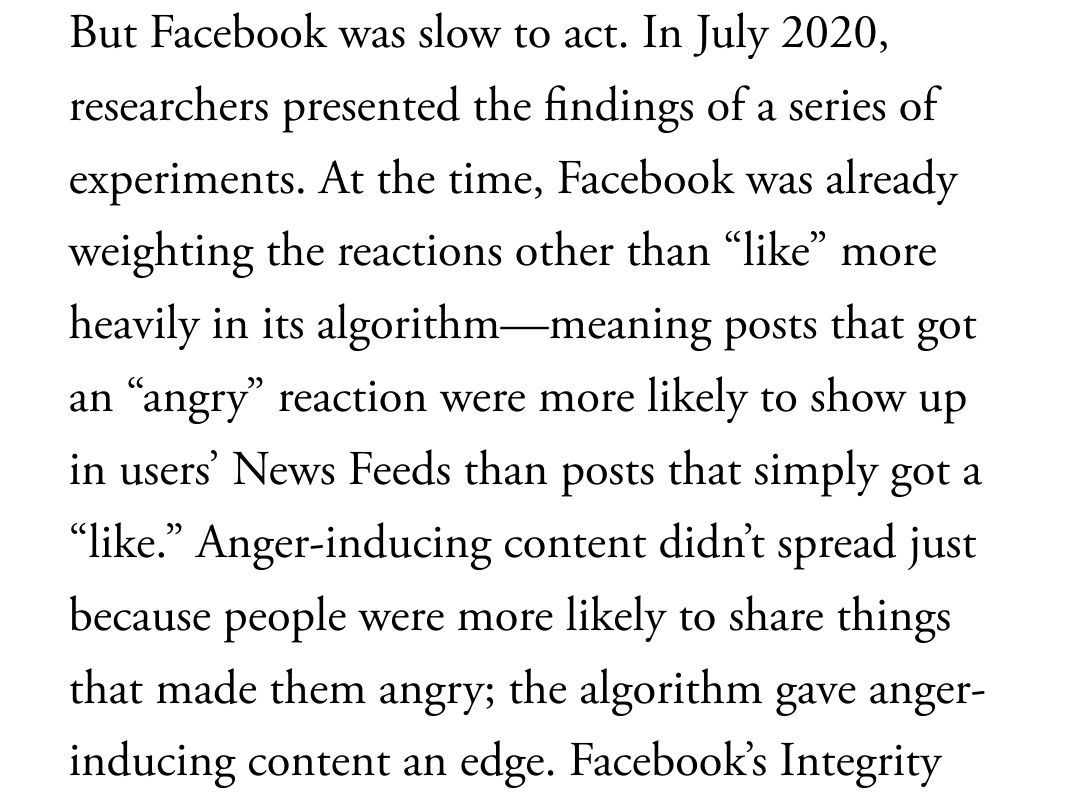 But Facebook was slow to act. In July 2020,
researchers presented the findings of a series of
experiments. At the time, Facebook was already
weighting the reactions other than “like” more
heavily in its algorithm—meaning posts that got
an “angry” reaction were more likely to show up
in users’ News Feeds than posts that simply got a
“like.” Anger-inducing content didn’t spread just
because people were more likely to share things
that made them angry; the algorithm gave anger-
inducing content an edge. Facebook’s Integrity